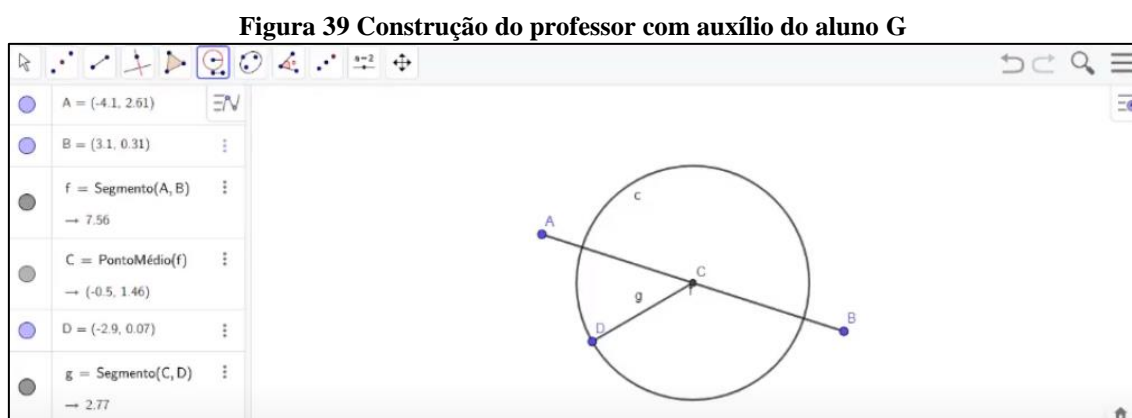 Figura 39 Construção do professor com auxílio do aluno G
a=2
A = (-4.1, 2.61)
B = (3.1, 0.31)
f = Segmento(A, B)
→ 7.56
C = PontoMédio(f)
→ (-0.5, 1.46)
D = (-2.9, 0.07)
g = Segmento(C, D)
→ 2.77
c
A
C
f
g
B
D